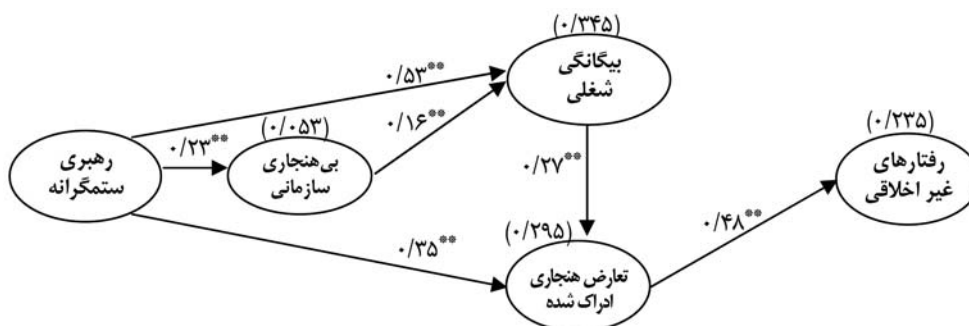 (۰/۳۴۵)
بیگانگی
شغلی
۰/۵۳**
۰/۱۶**
(۰/۰۵۳)
۰/۲۳**
رهبری
ستمگرانه
بی‌هنجاری
سازمانی
(۰/۲۳۵)
رفتارهای
غیر اخلاقی
۰/۲۷**
۰/۴۸**
۰/۳۵**
(۰/۲۹۵)
تعارض هنجاری
ادراک شده